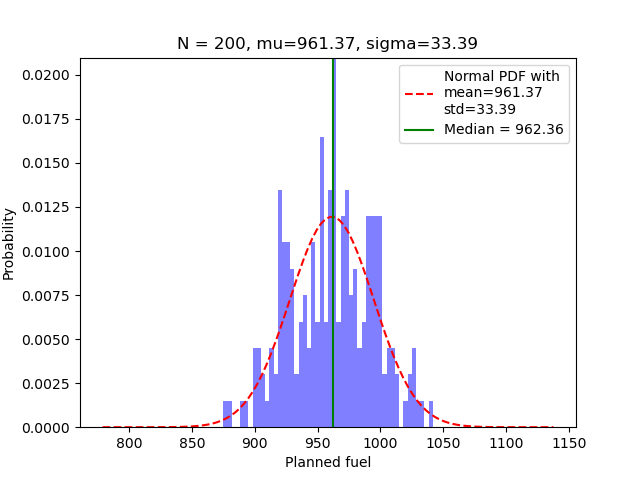 N = 200, mu=961.37, sigma=33.39
Normal PDF with
mean=961.37
std=33.39
Median = 962.36
0.0200
0.0175
0.0150
0.0125
0.0100
0.0075
0.0050
0.0025
0.0000
Probability
800
850
900
950
1000
1050
1100
1150
Planned fuel